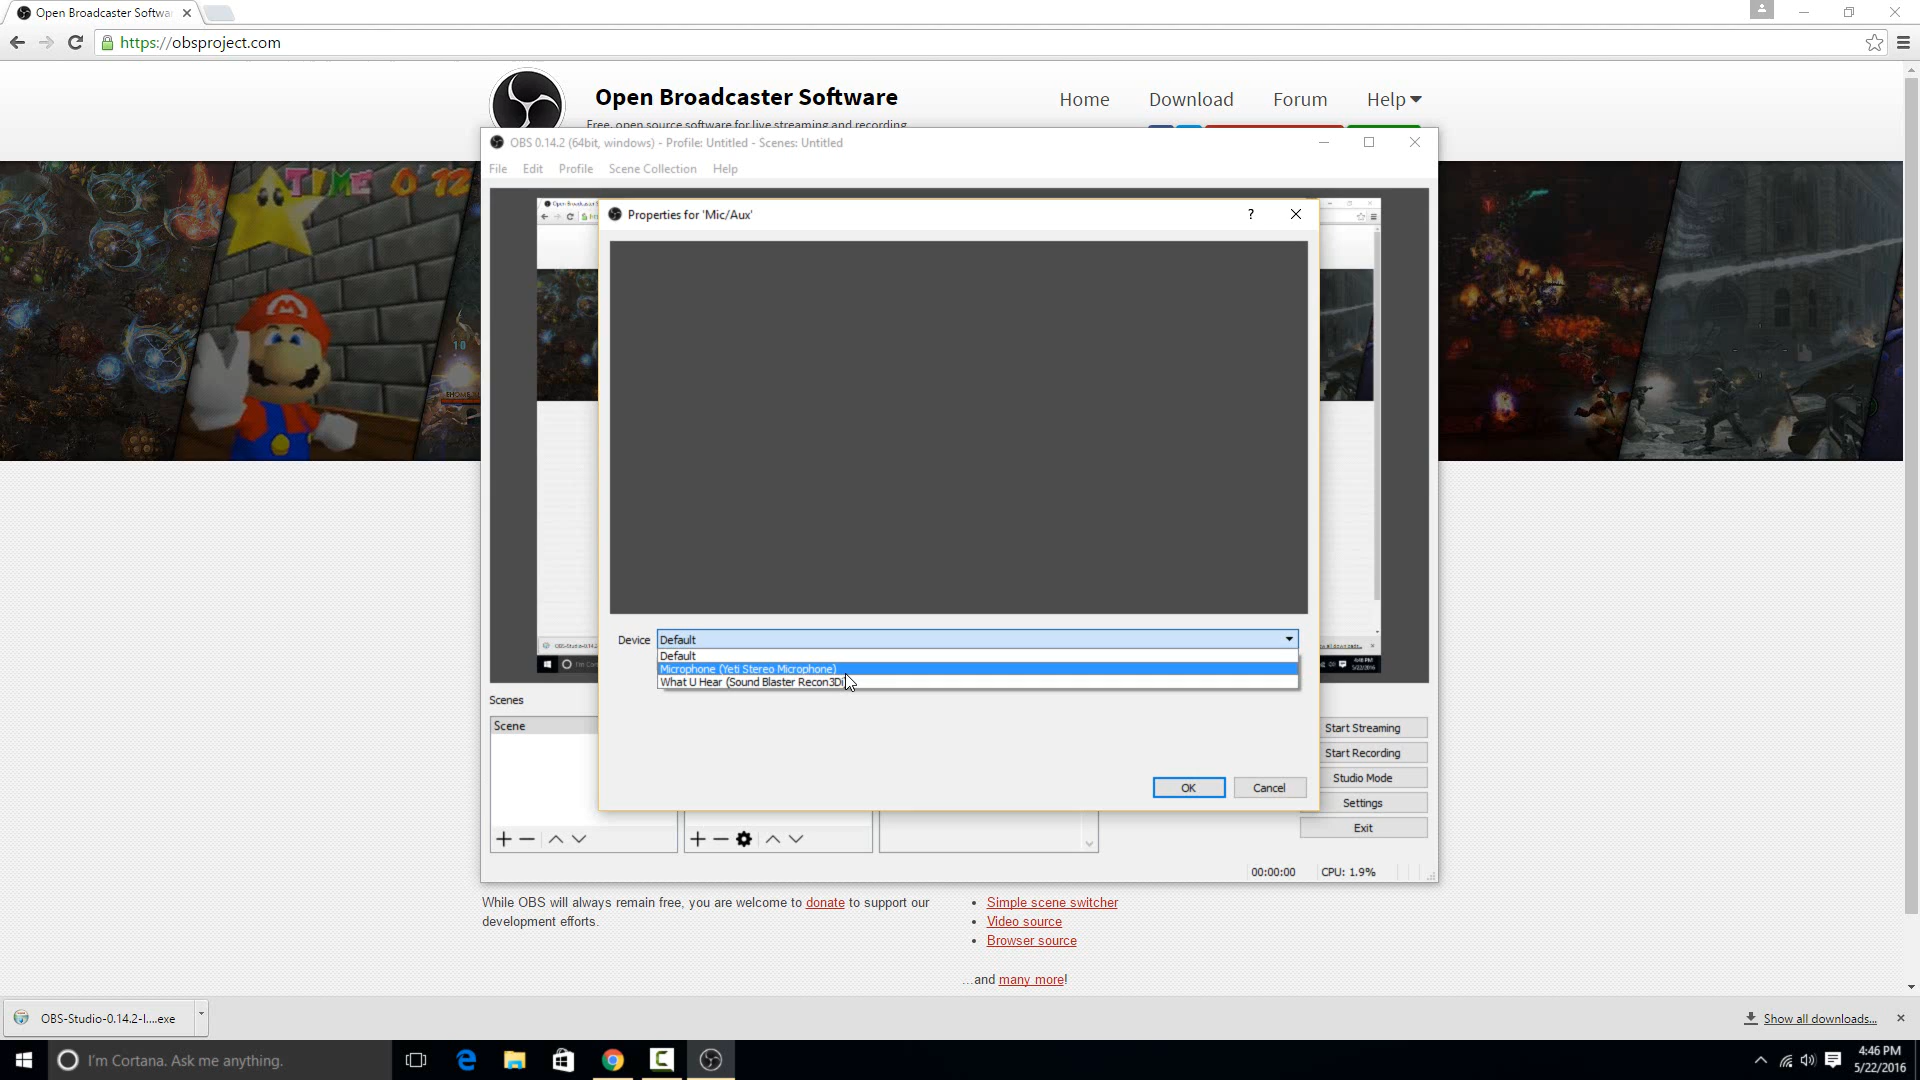 Open Broadcaster Softwa
https://obsproject.com
Open Broadcaster Software
Home Download Forum Help
Free, open source software for live streaming and recording
OBS 0.14.2 (64bit, windows) - Profile: Untitled - Scenes: Untitled
File Edit Profile Scene Collection Help
TIME 0'12
Properties for 'Mic/Aux' ?
Device Default
Default
Microphone (Yeti Stereo Microphone)
What U Hear (Sound Blaster Recon3Di
Scenes
Scene
Start Streaming
Start Recording
Studio Mode
Settings
Exit
OK Cancel
00:00:00 CPU: 1.9%
While OBS will always remain free, you are welcome to donate to support our
development efforts.
• Simple scene switcher
• Video source
• Browser source
...and many more!
OBS-Studio-0.14.2-I....exe
Show all downloads...
I'm Cortana. Ask me anything.
4:46 PM
5/22/2016